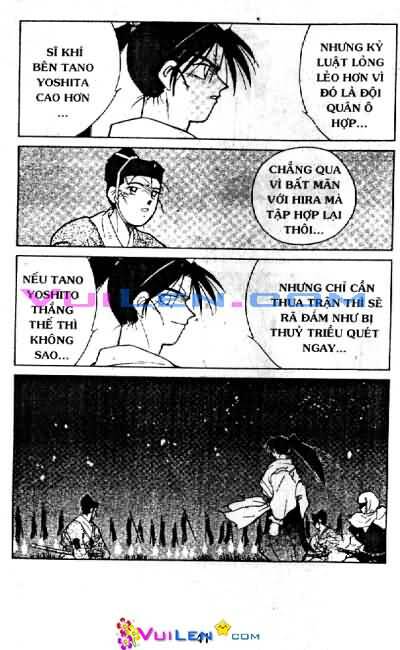 SĨ KHÍ
BÊN TANO
YOSHITA
CAO HƠN
...
NHƯNG KỶ
LUẬT LỎNG
LẺO HƠN VÌ
ĐÓ LÀ ĐỘI
QUÂN Ô
HỢP...
CHẲNG QUA
VÌ BẤT MÃN
VỚI HIRA MÀ
TẬP HỢP LẠI
THÔI...
NẾU TANO
YOSHITO
THẮNG
THẾ THÌ
KHÔNG
SAO...
NHƯNG CHỈ CẦN
THUA TRẬN THÌ SẼ
RÃ ĐÁM NHƯ BỊ
THUỶ TRIỀU QUÉT
NGAY...
VUILEN.COM
VUILEN
41